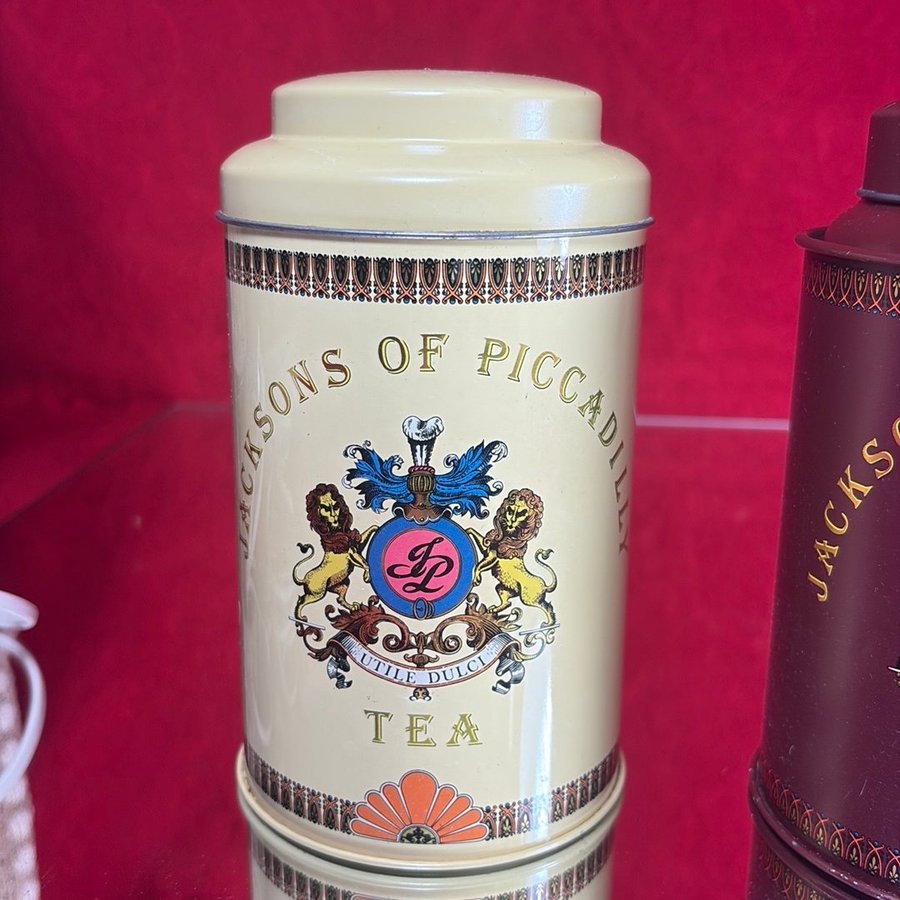 JACKSONS OF PICCADILLY
JP
UTILE DULCI
TEA
JACKSO